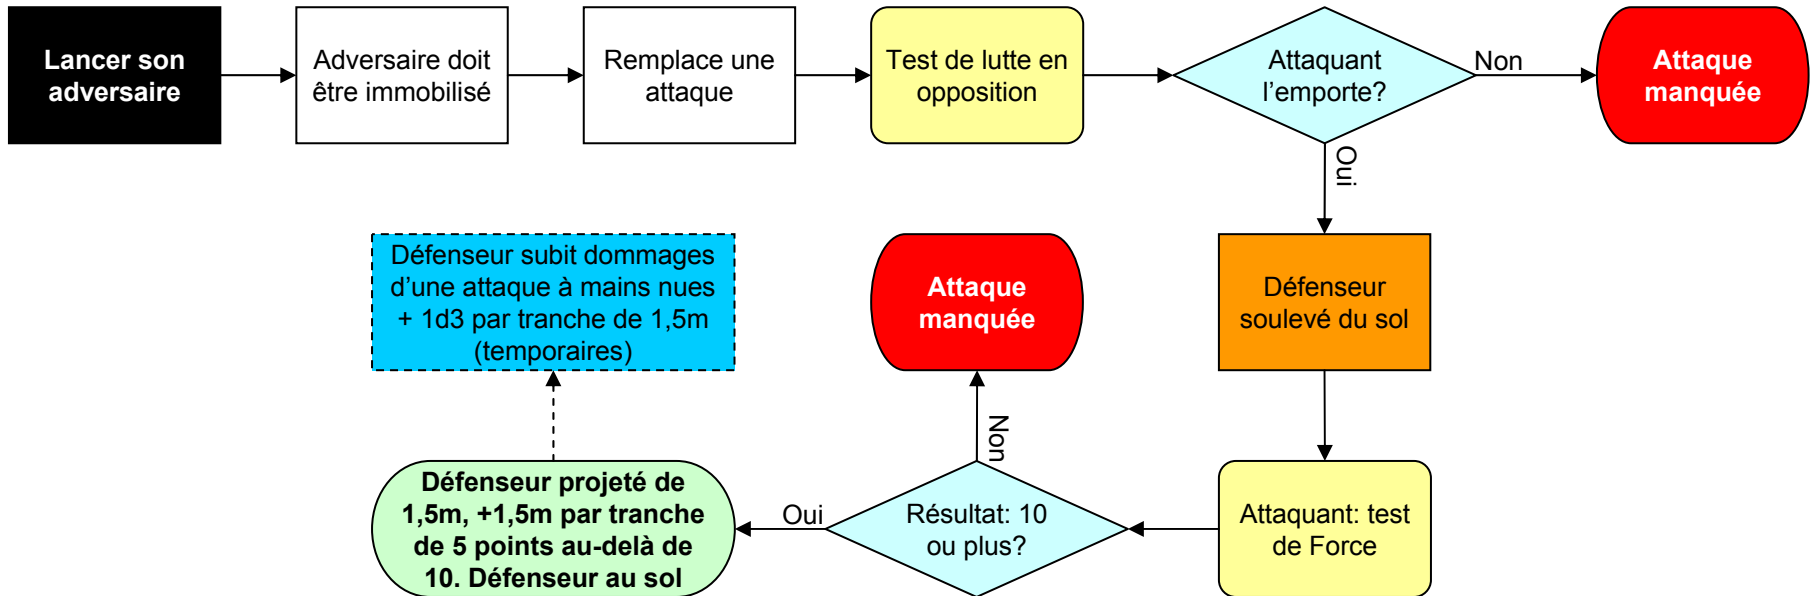 Lancer son
adversaire
Adversaire doit
être immobilisé
Remplace une
attaque
Test de lutte en
opposition
Attaquant
l’emporte?
Non
Attaque
manquée
Oui
Défenseur
soulevé du sol
Attaquant: test
de Force
Résultat: 10
ou plus?
Non
Attaque
manquée
Oui
Défenseur projeté de
1,5m, +1,5m par tranche
de 5 points au-delà de
10. Défenseur au sol
Défenseur subit dommages
d’une attaque à mains nues
+ 1d3 par tranche de 1,5m
(temporaires)